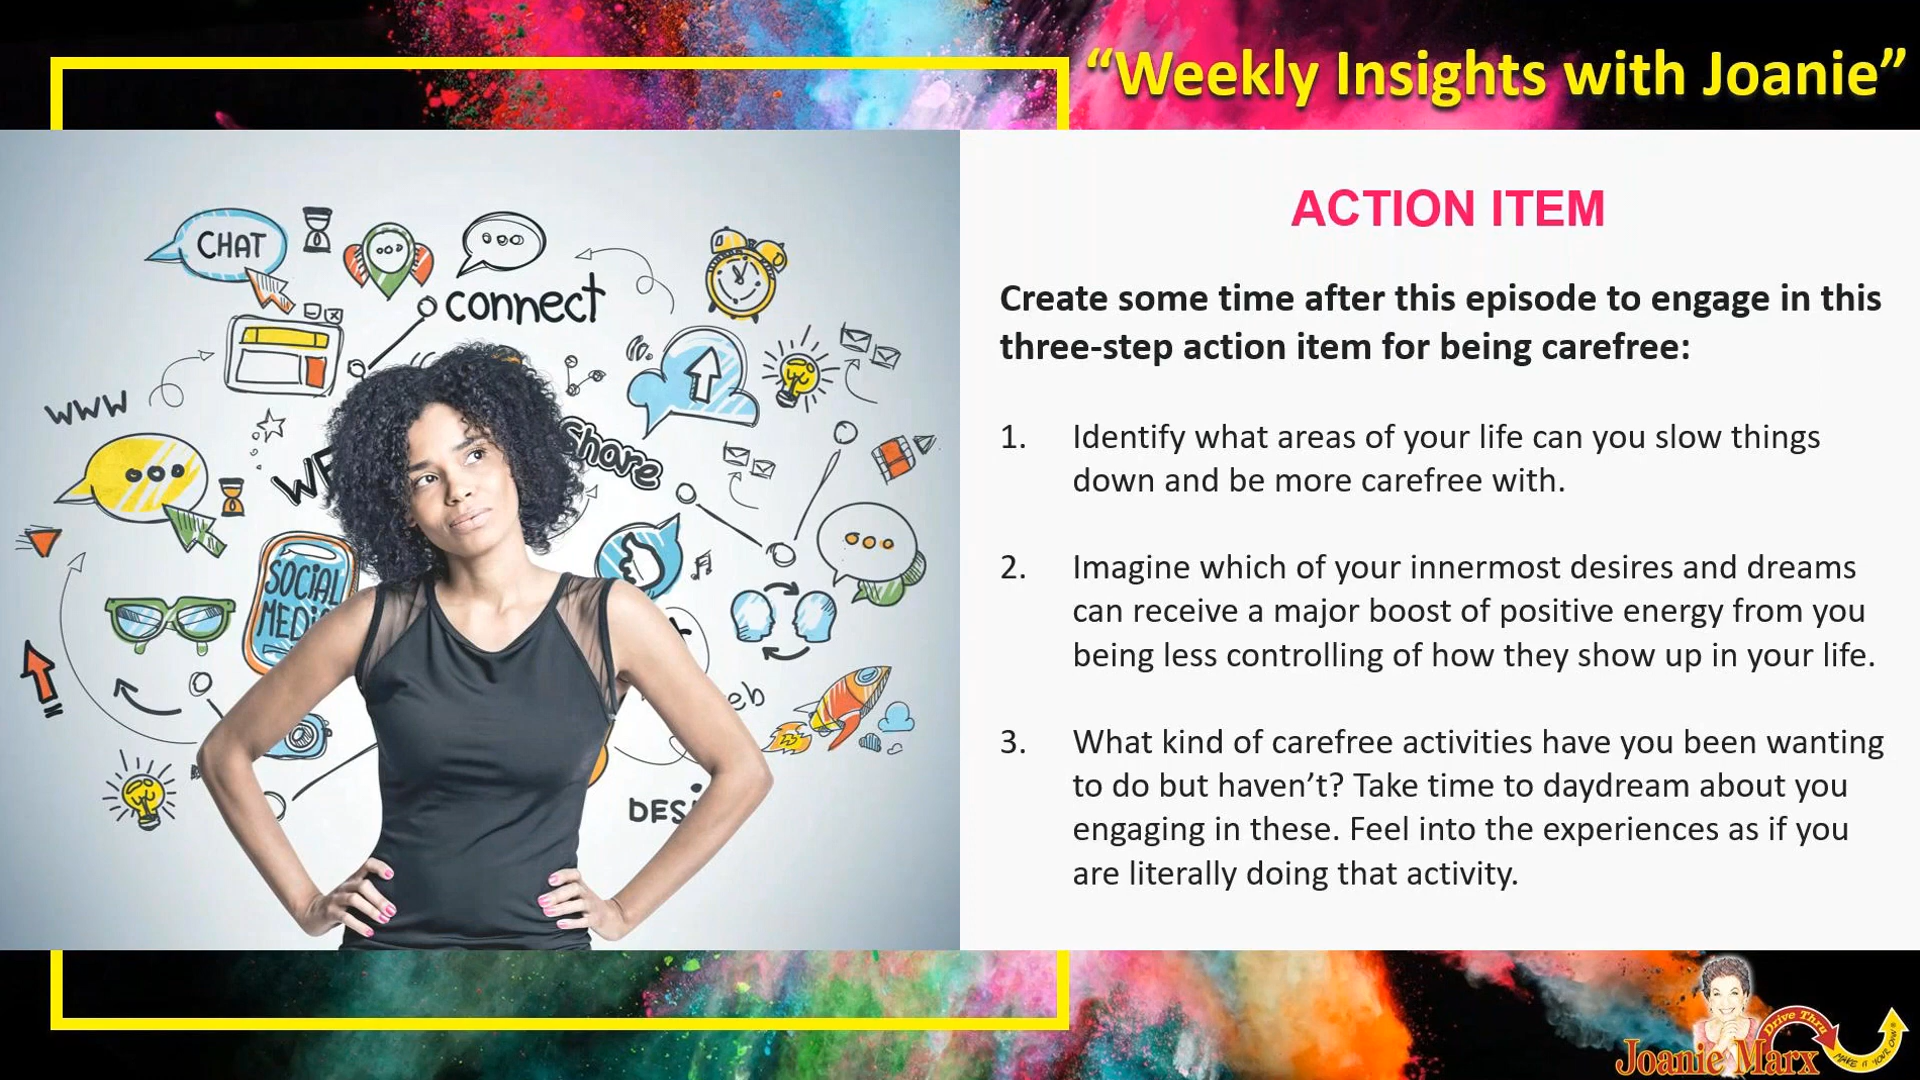 “Weekly Insights with Joanie”
ACTION ITEM
Create some time after this episode to engage in this
three-step action item for being carefree:
1. Identify what areas of your life can you slow things
down and be more carefree with.
2. Imagine which of your innermost desires and dreams
can receive a major boost of positive energy from you
being less controlling of how they show up in your life.
3. What kind of carefree activities have you been wanting
to do but haven’t? Take time to daydream about you
engaging in these. Feel into the experiences as if you
are literally doing that activity.
CHAT
connect
www
Share
SOCIAL
MEDIA
Drive Thru
Joanie Marx
MAKE IT YOUR OWN